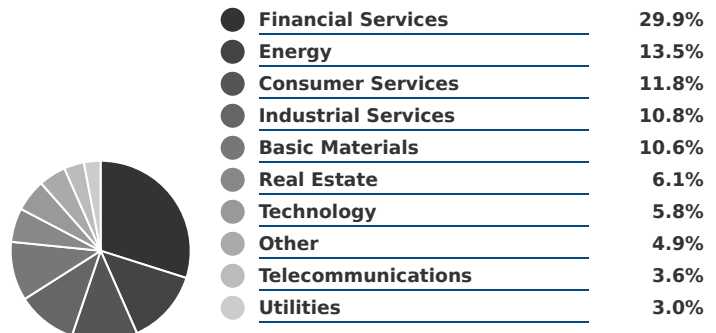 Financial Services 29.9%
Energy 13.5%
Consumer Services 11.8%
Industrial Services 10.8%
Basic Materials 10.6%
Real Estate 6.1%
Technology 5.8%
Other 4.9%
Telecommunications 3.6%
Utilities 3.0%